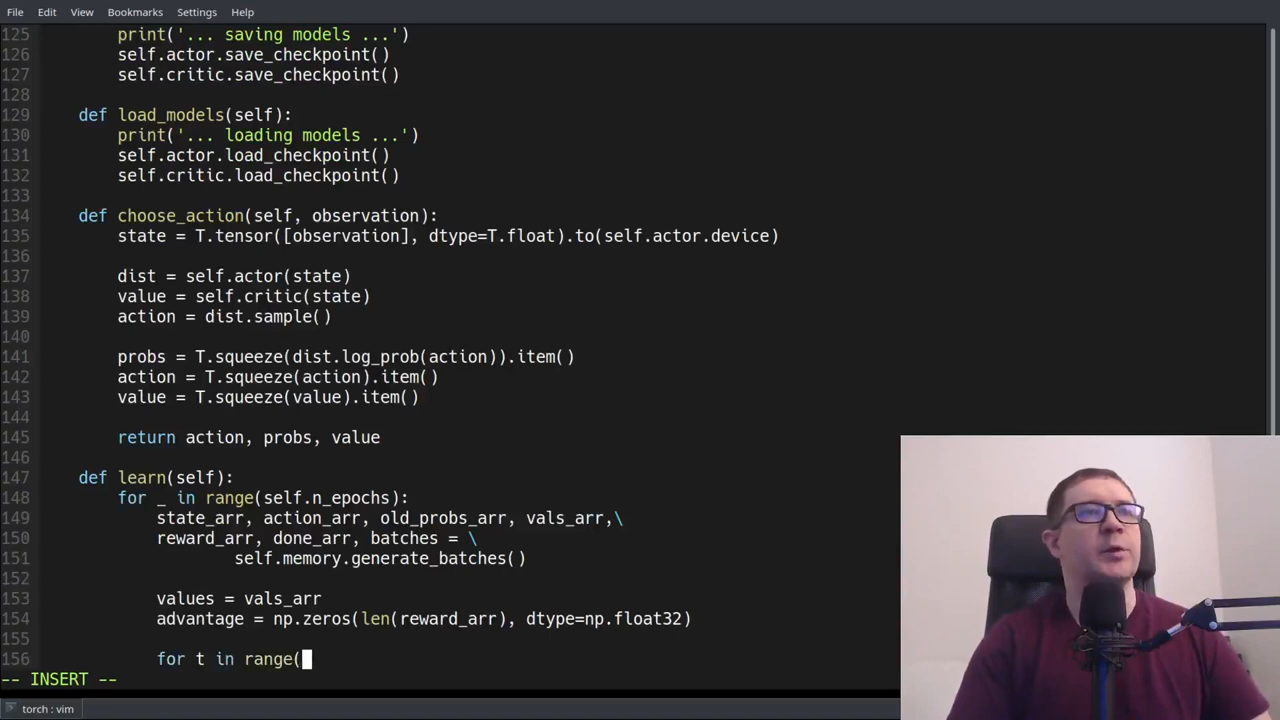 File Edit View Bookmarks Settings Help
125 print('... saving models ...')
126 self.actor.save_checkpoint()
127 self.critic.save_checkpoint()
128
129 def load_models(self):
130 print('... loading models ...')
131 self.actor.load_checkpoint()
132 self.critic.load_checkpoint()
133
134 def choose_action(self, observation):
135 state = T.tensor([observation], dtype=T.float).to(self.actor.device)
136
137 dist = self.actor(state)
138 value = self.critic(state)
139 action = dist.sample()
140
141 probs = T.squeeze(dist.log_prob(action)).item()
142 action = T.squeeze(action).item()
143 value = T.squeeze(value).item()
144
145 return action, probs, value
146
147 def learn(self):
148 for _ in range(self.n_epochs):
149 state_arr, action_arr, old_probs_arr, vals_arr,\
150 reward_arr, done_arr, batches = \
151 self.memory.generate_batches()
152
153 values = vals_arr
154 advantage = np.zeros(len(reward_arr), dtype=np.float32)
155
156 for t in range(
-- INSERT --
torch : vim